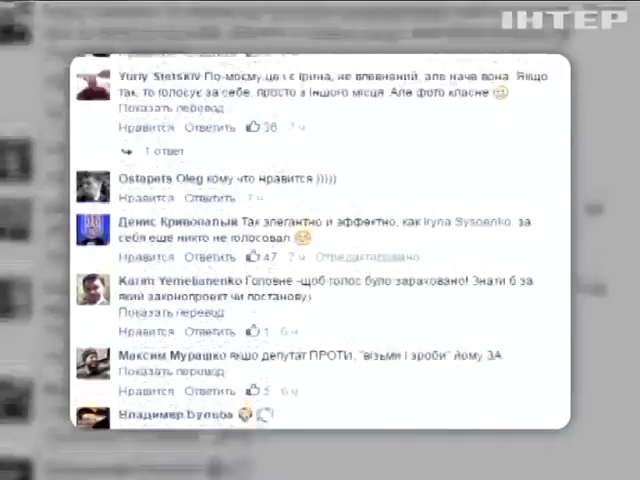 ІНТЕР
Yuriy Stetskiv По-моєму це і є Ірина, не впевнений, але наче вона. Якщо
так, то голосує за себе, просто з іншого місця. Але фото класне
Показать перевод
Нравится Ответить 36 7 ч
1 ответ
Ostapets Oleg кому что нравится )))))
Нравится Ответить 7 ч
Денис Кривопалый Так элегантно и эффектно, как Iryna Sysoenko, за
себя еще никто не голосовал
Нравится Ответить 47 7 ч Отредактировано
Karim Yemelianenko Головне -щоб голос було зараховано! Знати б за
який законопроект чи постанову)
Показать перевод
Нравится Ответить 1 6 ч
Максим Мурашко якшо депутат ПРОТИ, "візьми і зроби" йому ЗА
Показать перевод
Нравится Ответить 5 6 ч
Владимир